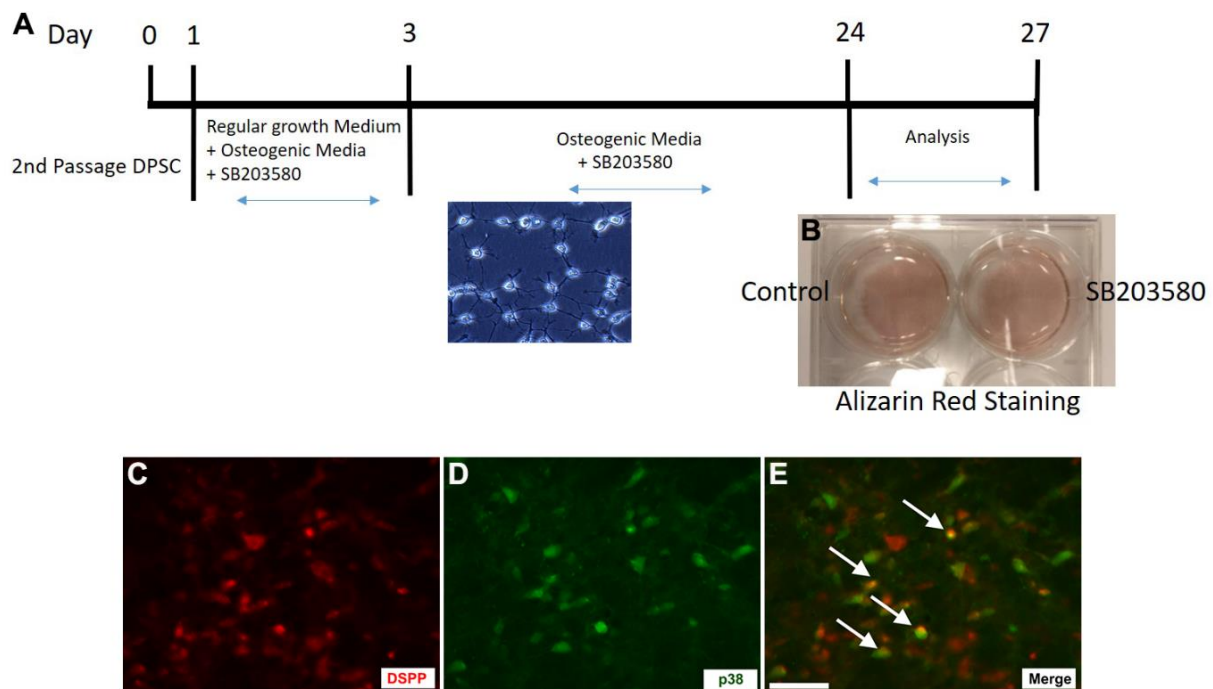 A Day 0 1 3 24 27
2nd Passage DPSC
Regular growth Medium
+ Osteogenic Media
+ SB203580
Osteogenic Media
+ SB203580
Analysis
B
Control
SB203580
Alizarin Red Staining
C
DSPP
D
p38
E
Merge